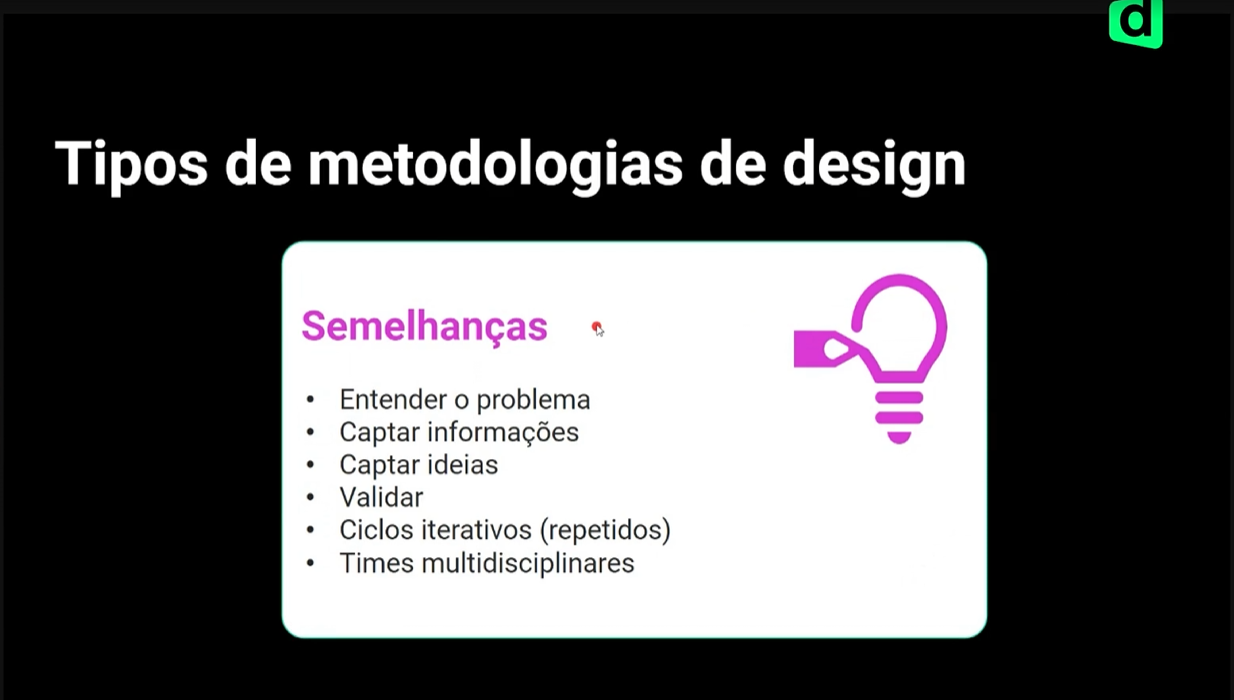 d
Tipos de metodologias de design
Semelhanças
• Entender o problema
• Captar informações
• Captar ideias
• Validar
• Ciclos iterativos (repetidos)
• Times multidisciplinares